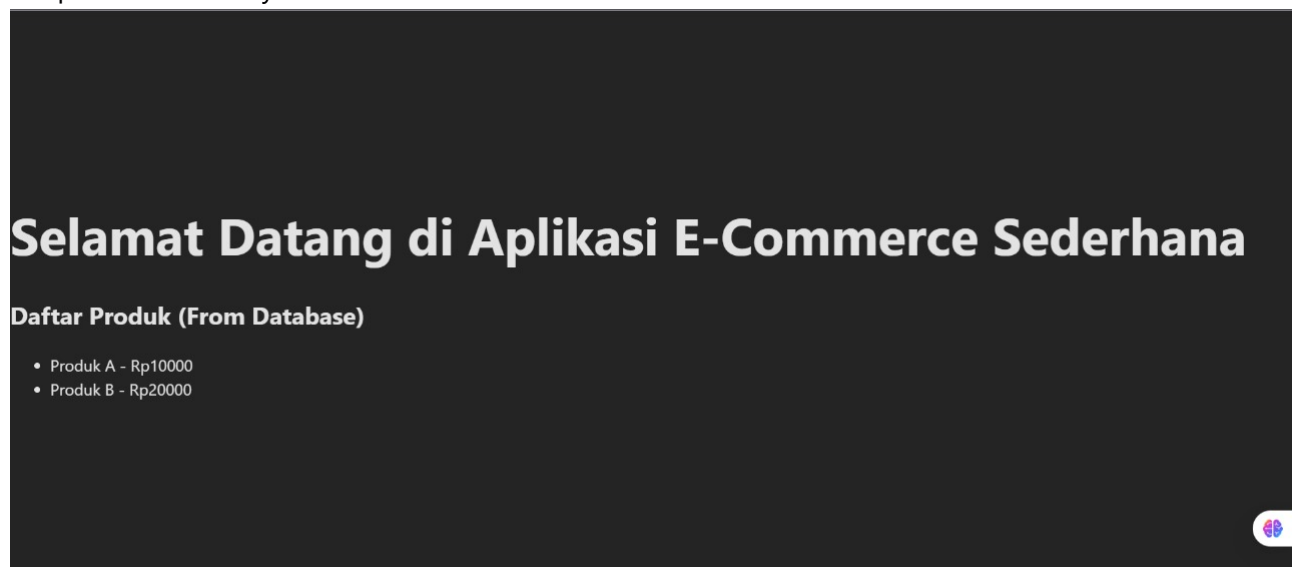 Selamat Datang di Aplikasi E-Commerce Sederhana
Daftar Produk (From Database)
• Produk A - Rp10000
• Produk B - Rp20000